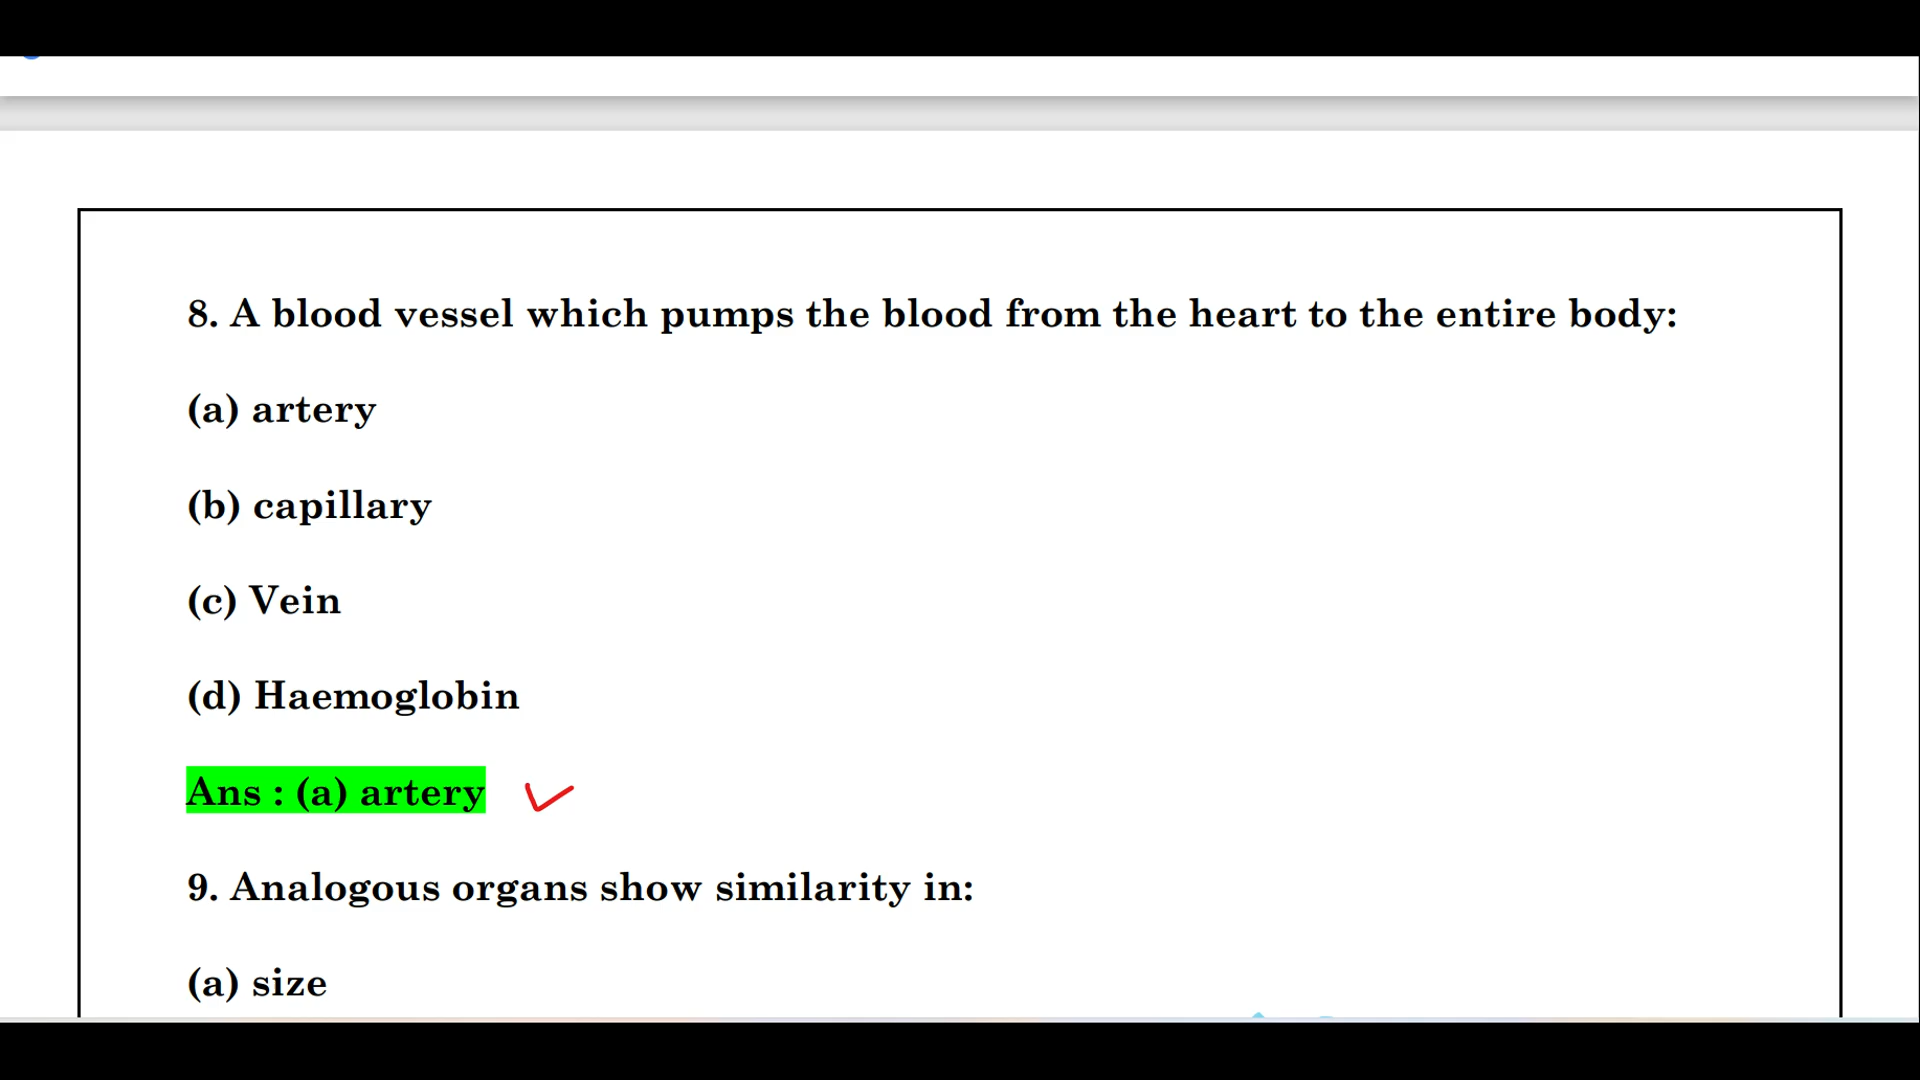 8. A blood vessel which pumps the blood from the heart to the entire body:
(a) artery
(b) capillary
(c) Vein
(d) Haemoglobin
Ans : (a) artery
9. Analogous organs show similarity in:
(a) size